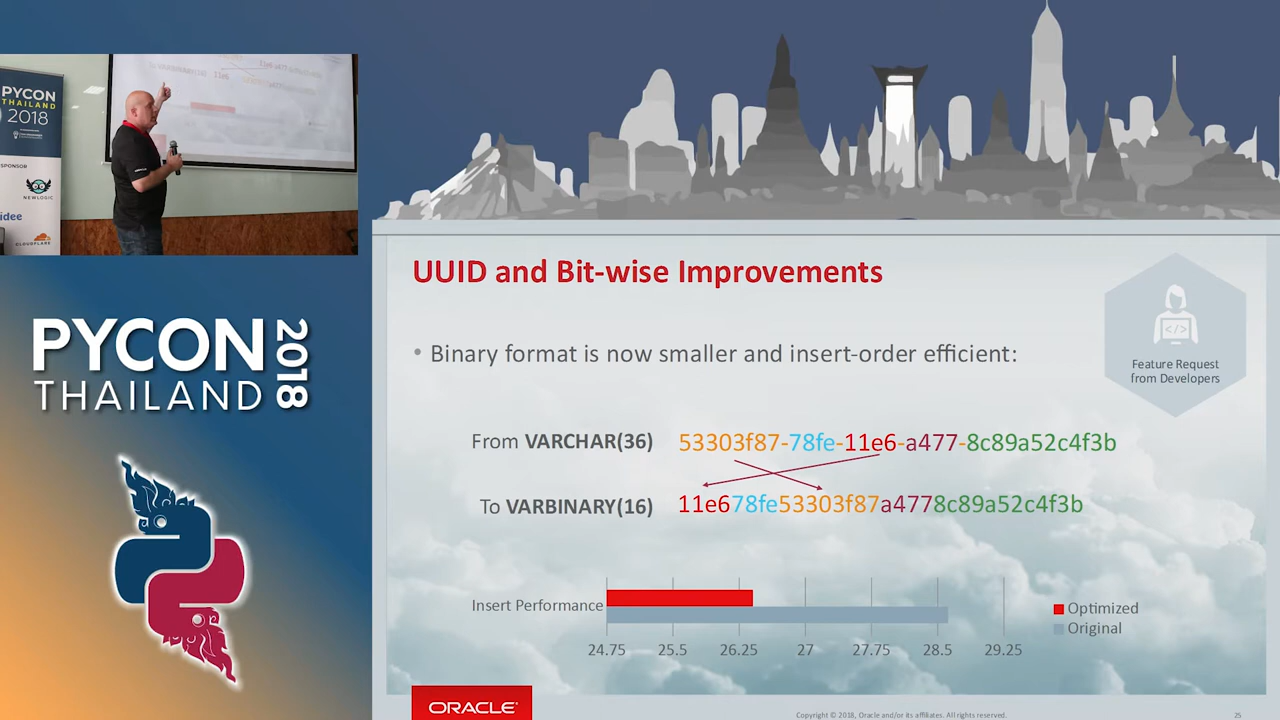 PYCON
THAILAND
2018
SPONSOR
NEWLOGIC
idee
CLOUDFLARE
PYCON 2018
THAILAND
UUID and Bit-wise Improvements
Feature Request
from Developers
• Binary format is now smaller and insert-order efficient:
From VARCHAR(36) 53303f87-78fe-11e6-a477-8c89a52c4f3b
To VARBINARY(16) 11e678fe53303f87a4778c89a52c4f3b
Insert Performance
Optimized
Original
24.75 25.5 26.25 27 27.75 28.5 29.25
ORACLE
Copyright © 2018, Oracle and/or its affiliates. All rights reserved. 25